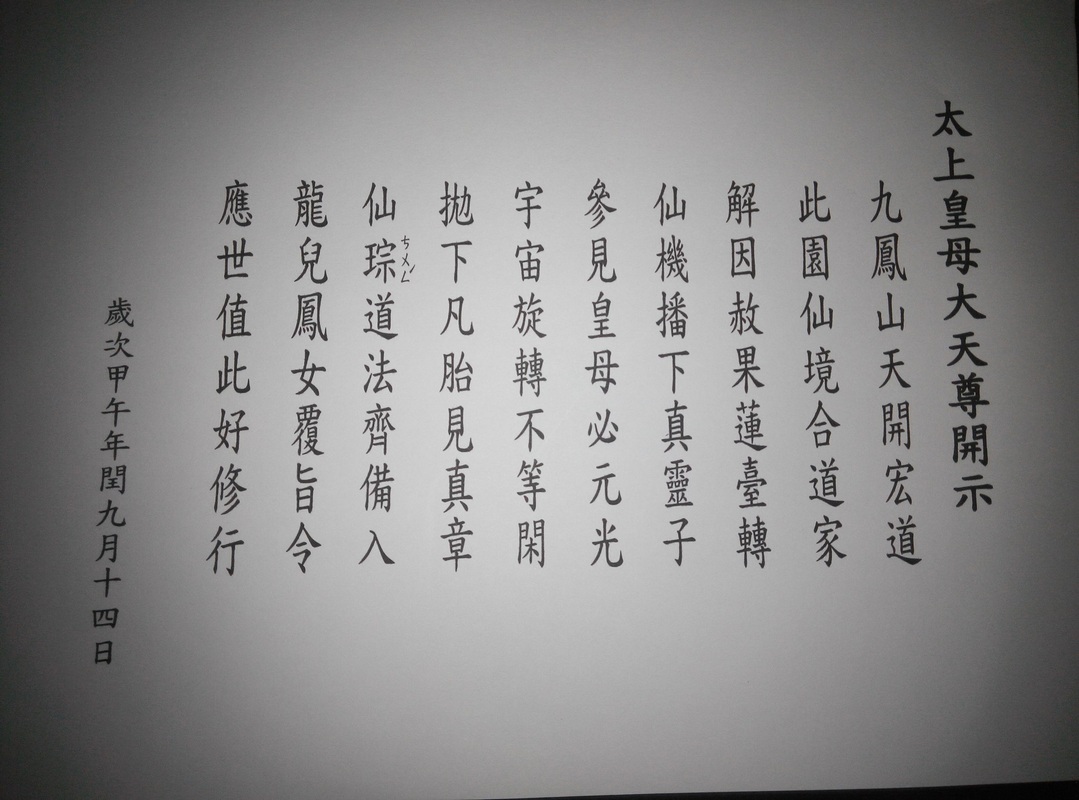 太上皇母大天尊開示
九鳳山天開宏道
此園仙境合道家
解因赦果蓮臺轉
仙機播下真靈子
參見皇母必元光
宇宙旋轉不等閑
拋下凡胎見真章
仙琮ㄘㄨㄥˊ道法齊備入
龍兒鳳女覆旨令
應世值此好修行
歲次甲午年閏九月十四日